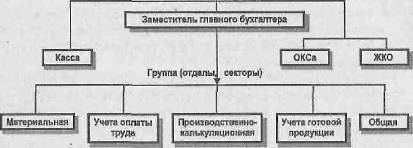 Заместитель главного бухгалтера
Касса
ОКСа
ЖКО
Группа (отделы, секторы)
Материальная
Учета оплаты
труда
Производственно-
калькуляционная
Учета готовой
продукции
Общая